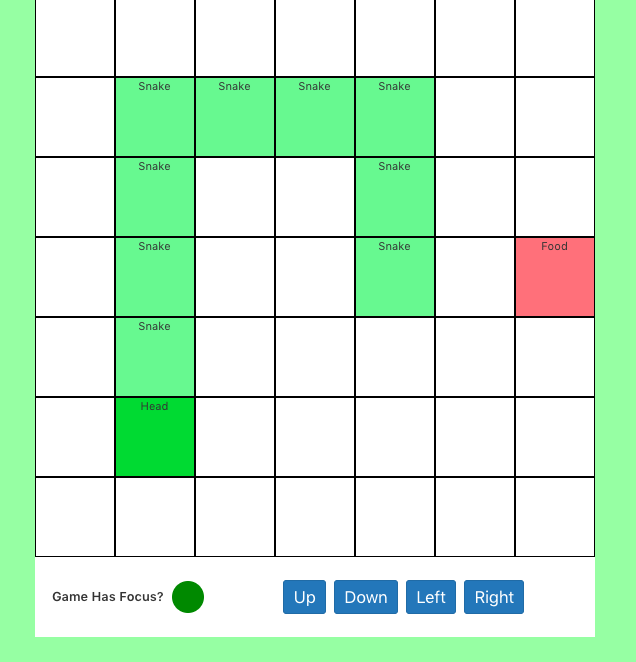 Snake Snake Snake Snake
Snake Snake
Snake Snake Food
Snake
Head
Game Has Focus? Up Down Left Right